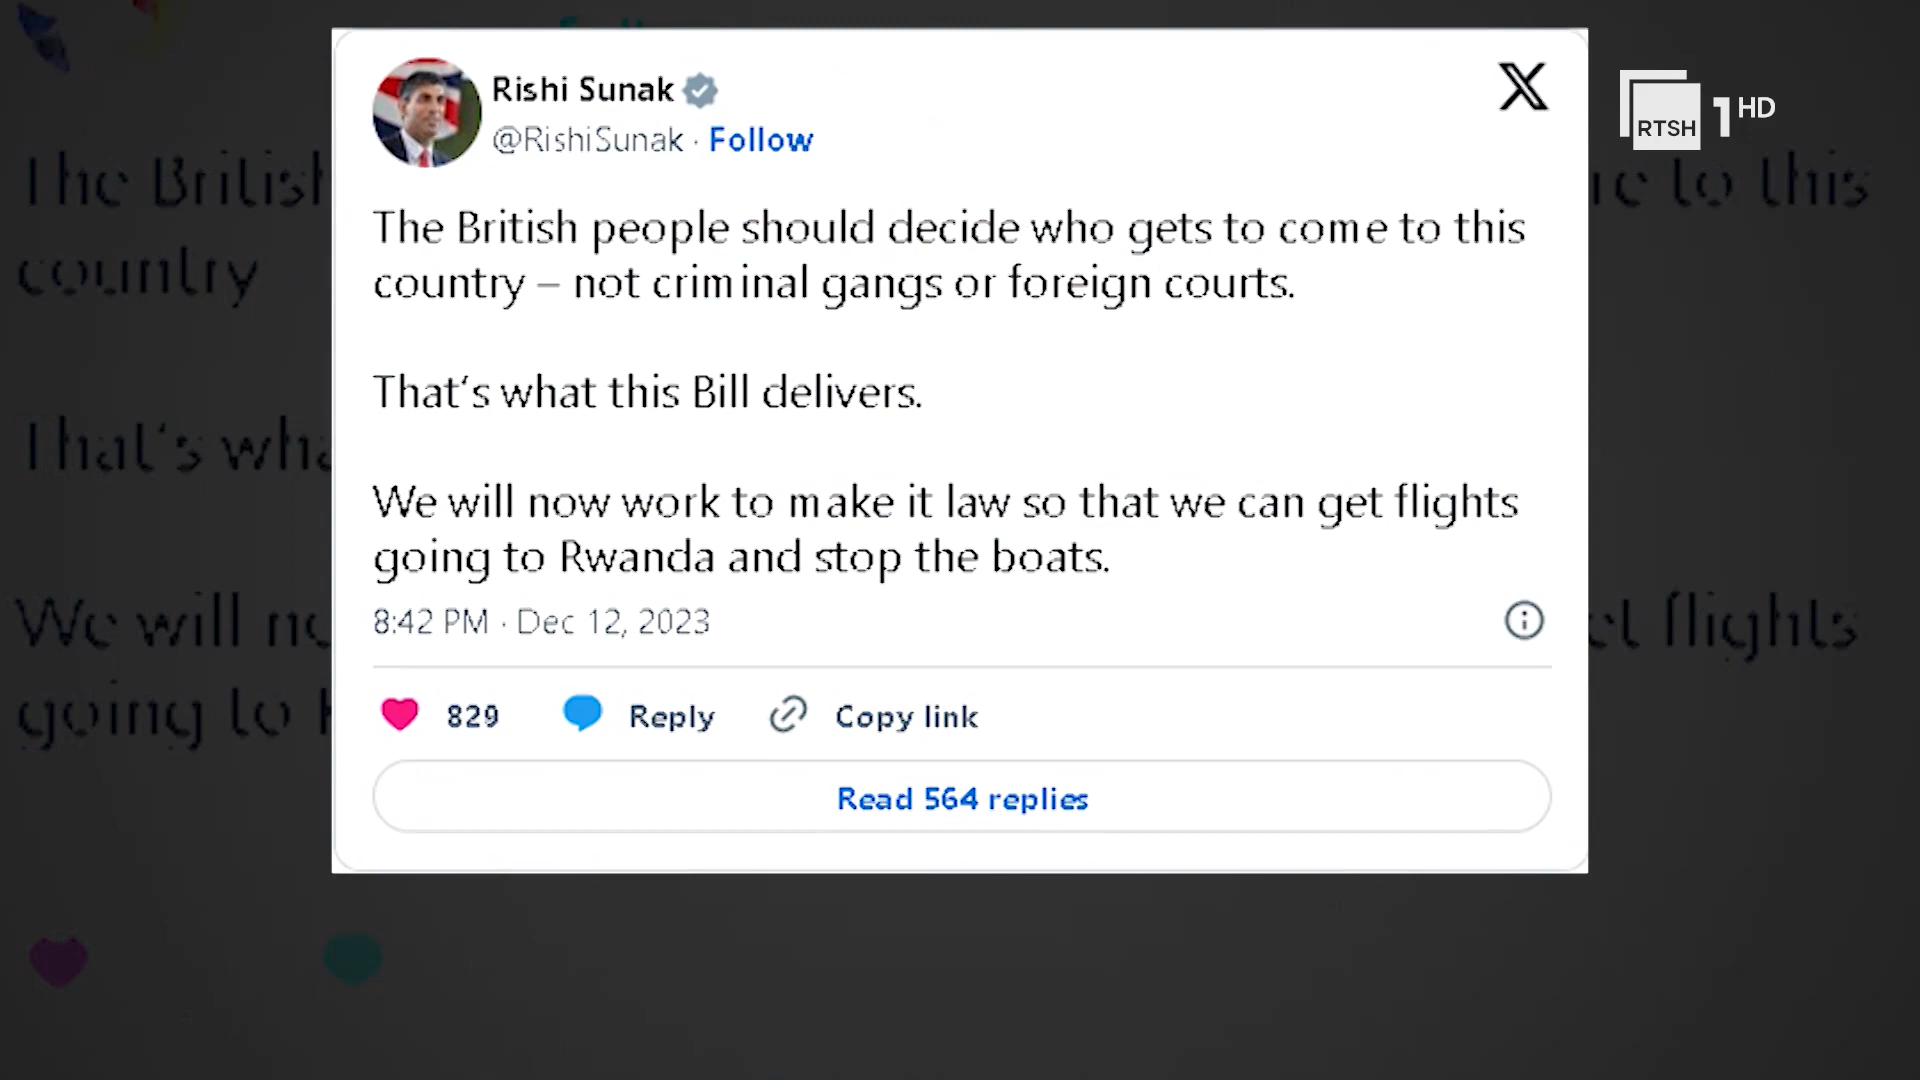 Rishi Sunak
@RishiSunak · Follow
RTSH 1 HD
The British people should decide who gets to come to this
country – not criminal gangs or foreign courts.
That's what this Bill delivers.
We will now work to make it law so that we can get flights
going to Rwanda and stop the boats.
8:42 PM · Dec 12, 2023
829 Reply Copy link
Read 564 replies